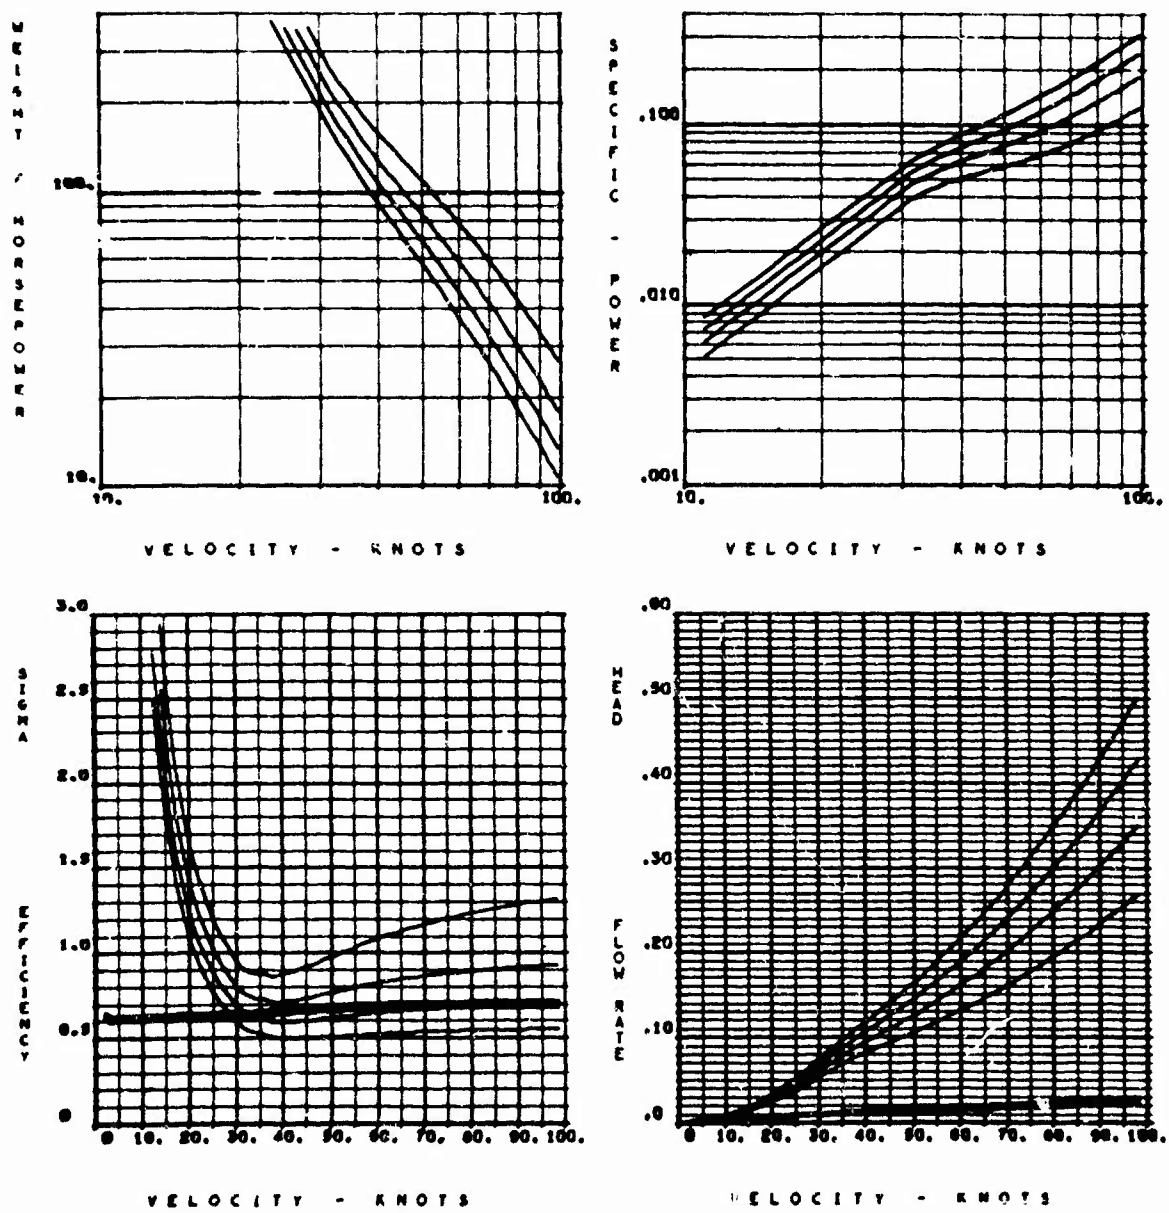 WEIGHT / HORSEPOWER
100.
10.
10.
100.
VELOCITY - KNOTS
SPECIFIC - POWER
.100
.010
.001
10.
100.
VELOCITY - KNOTS
SIGMA
EFFICIENCY
3.0
2.5
2.0
1.5
1.0
0.5
0
0 10. 20. 30. 40. 50. 60. 70. 80. 90. 100.
VELOCITY - KNOTS
HEAD
FLOW RATE
.60
.50
.40
.30
.20
.10
.0
0 10. 20. 30. 40. 50. 60. 70. 80. 90. 100.
VELOCITY - KNOTS